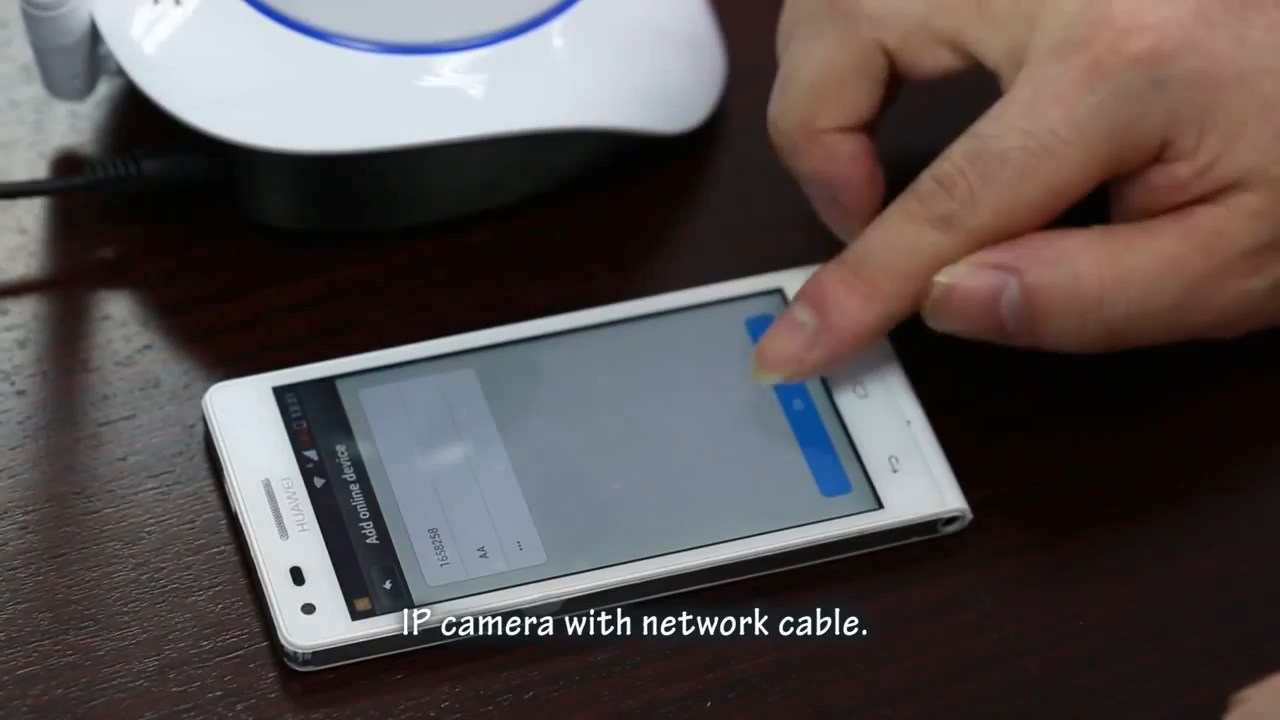 HUAWEI
Add online device
1658258
AA
...
IP camera with network cable.